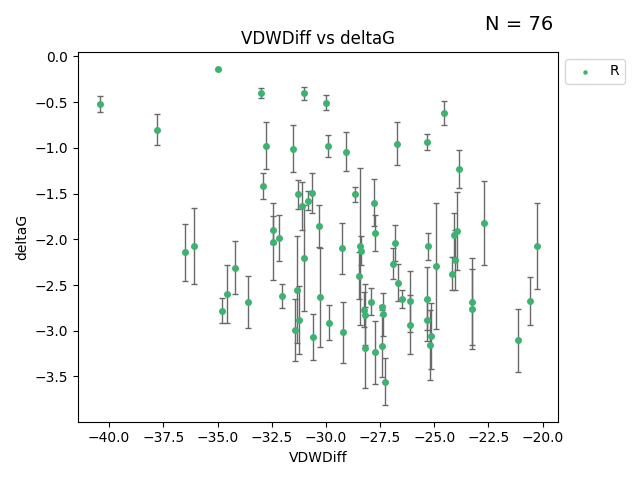 N = 76
VDWDiff vs deltaG
R
deltaG
0.0
−0.5
−1.0
−1.5
−2.0
−2.5
−3.0
−3.5
−40.0 −37.5 −35.0 −32.5 −30.0 −27.5 −25.0 −22.5 −20.0
VDWDiff